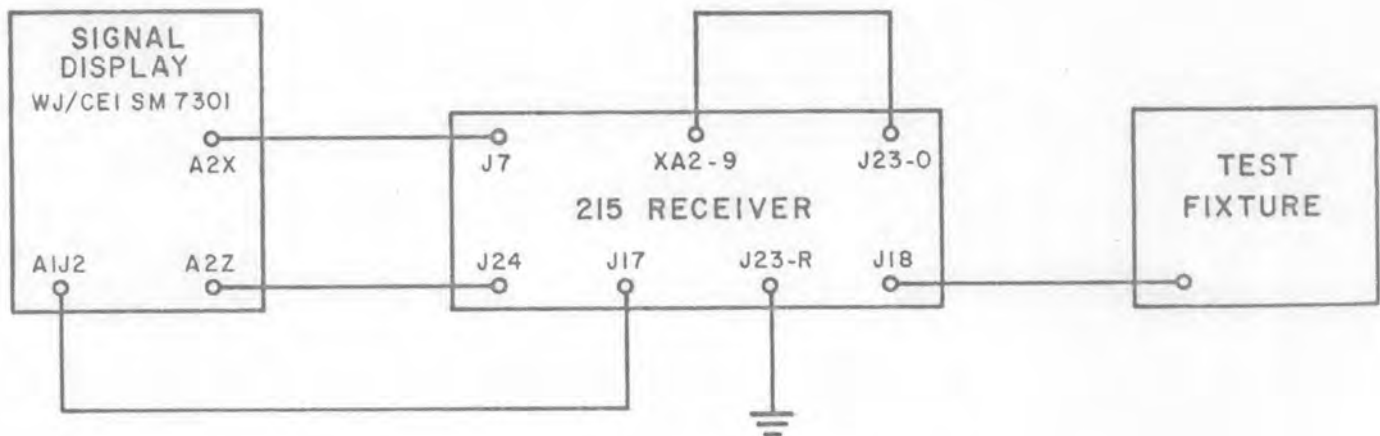 SIGNAL
DISPLAY
WJ/CEI SM 7301
A2X
A1J2
A2Z
J7
XA2-9
J23-O
215 RECEIVER
J24
J17
J23-R
J18
TEST
FIXTURE